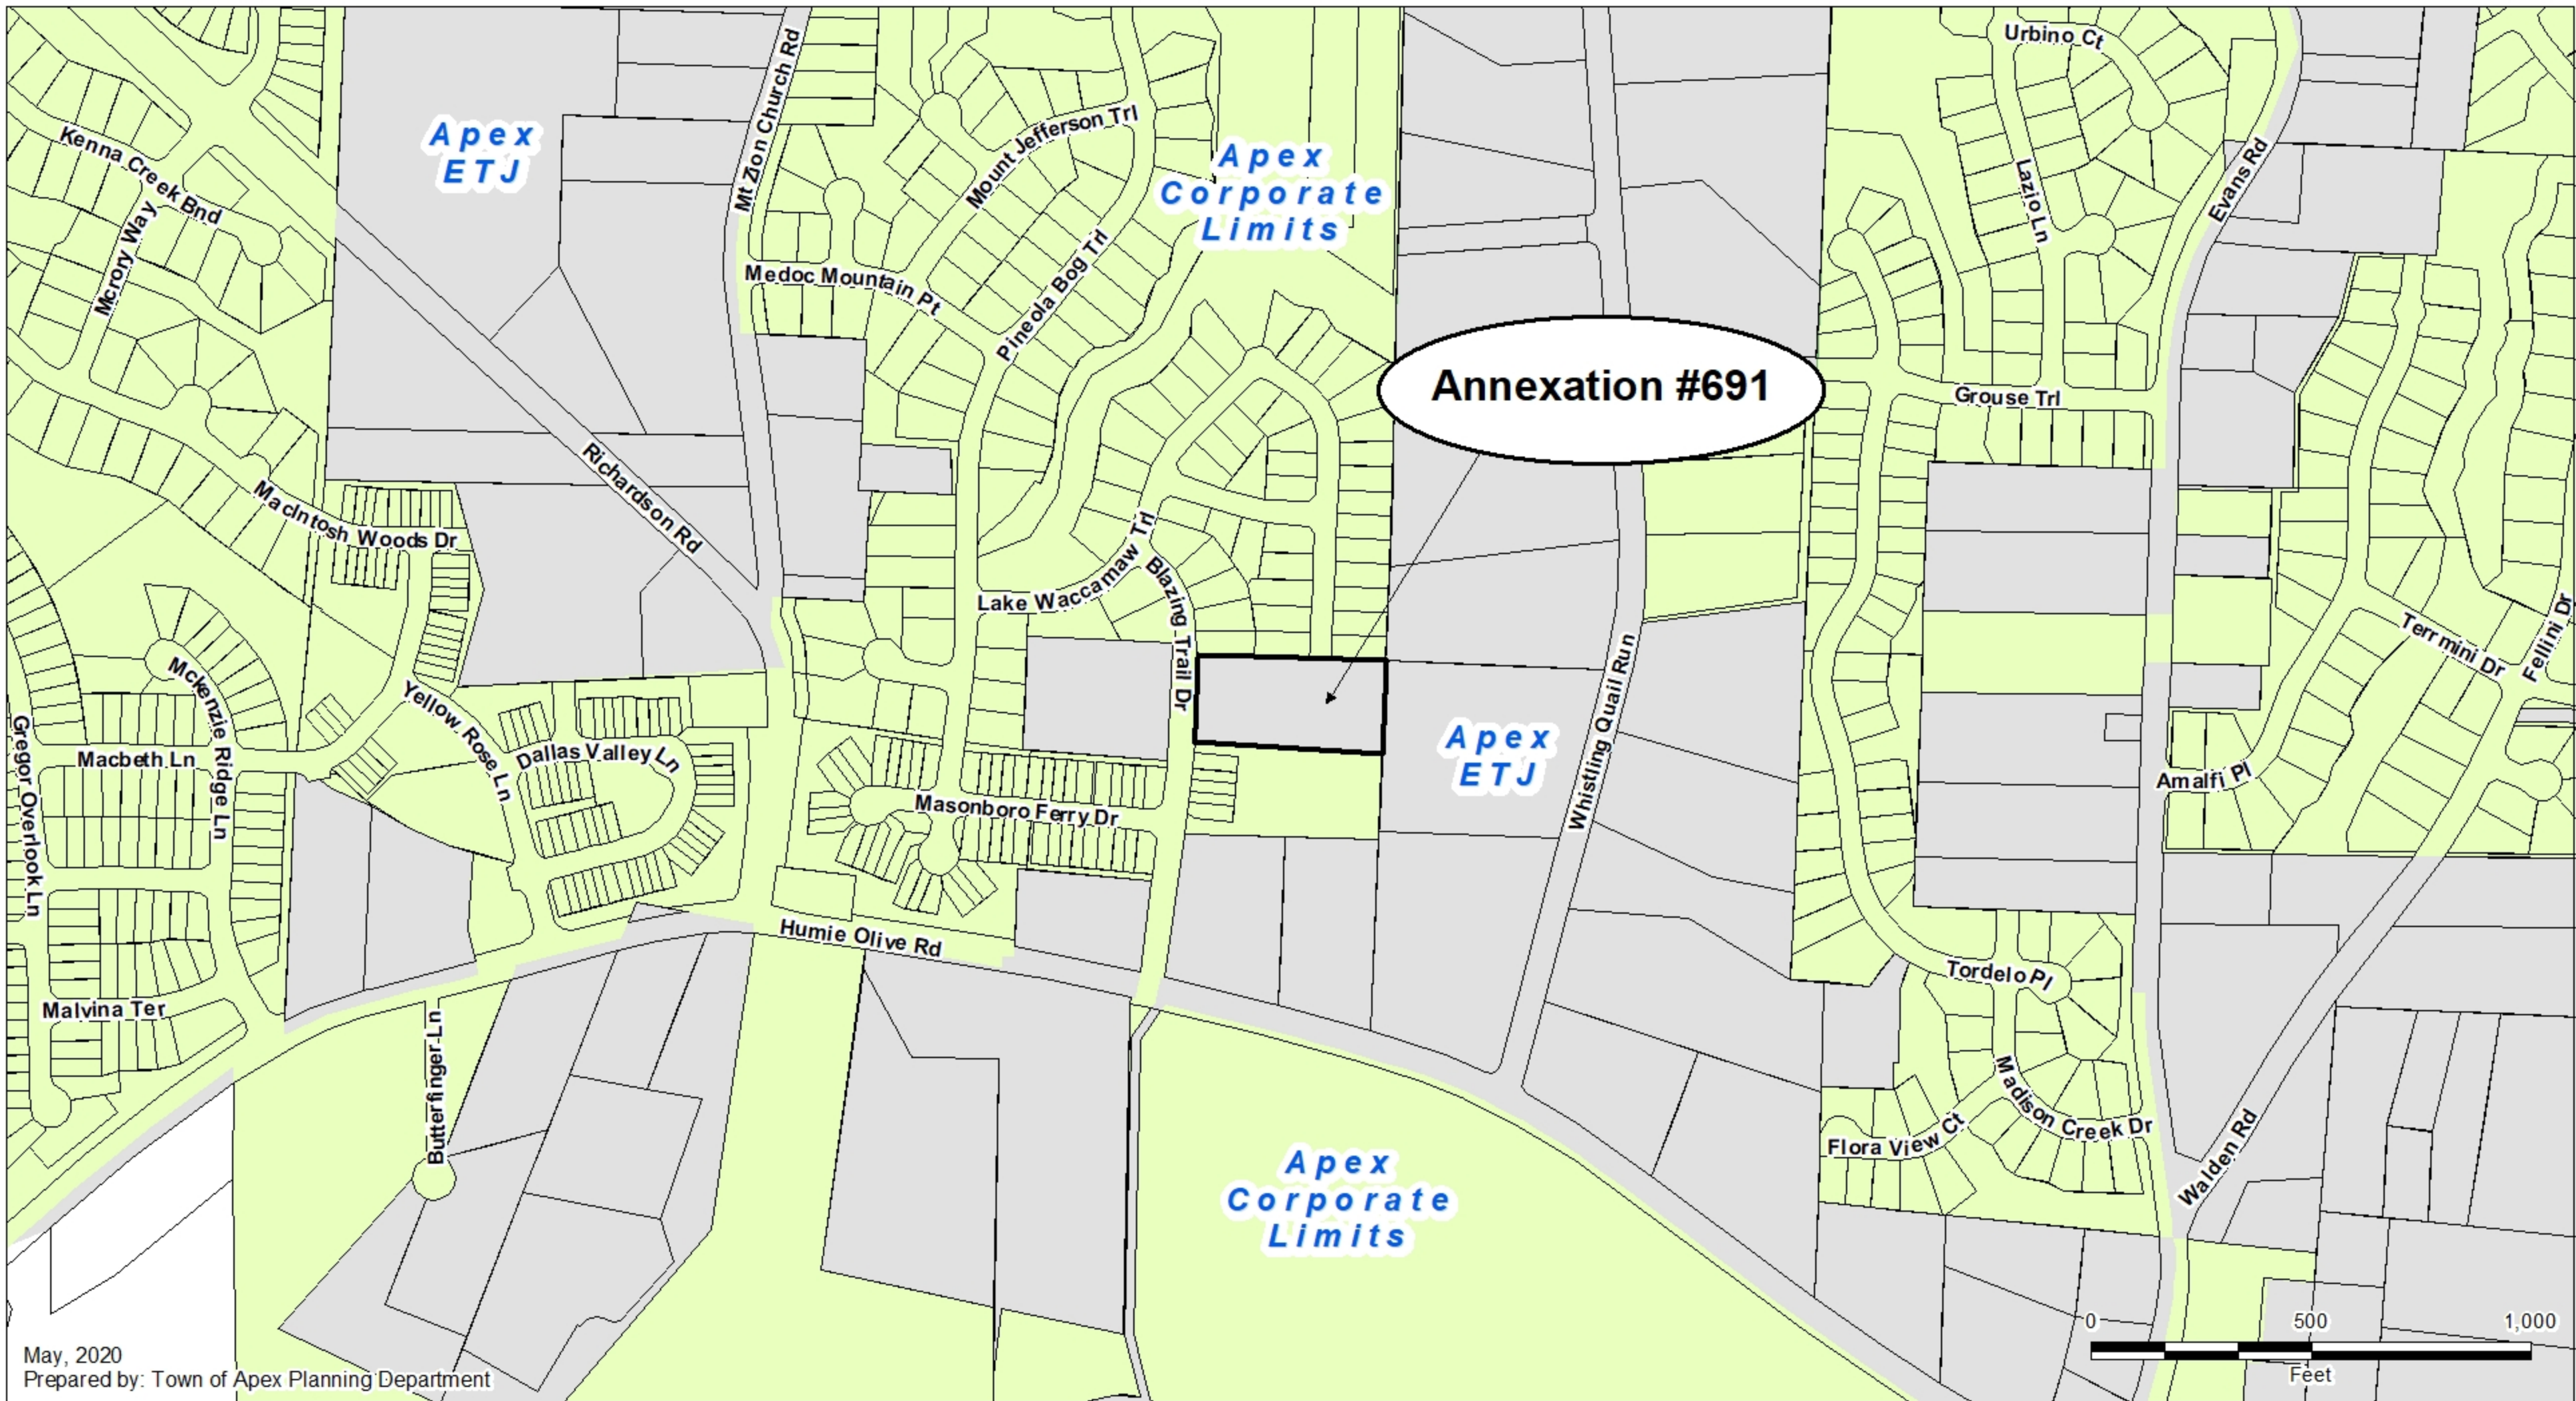 Urbino Ct
Mt Zion Church Rd
Apex
ETJ
Mount Jefferson Trl
Apex
Corporate
Limits
Kenna Creek Bnd
Evans Rd
Lazio Ln
Mcrory Way
Medoc Mountain Pt
Pineola Bog Trl
Annexation #691
Grouse Trl
Richardson Rd
MacIntosh Woods Dr
Lake Waccamaw Trl
Blazing Trail Dr
Terrmini Dr
Fellini Dr
Mckenzie Ridge Ln
Yellow Rose Ln
Whistling Quail Run
Gregor Overlook Ln
Macbeth Ln
Dallas Valley Ln
Apex
ETJ
Amalfi Pl
Masonboro Ferry Dr
Humie Olive Rd
Tordelo Pl
Malvina Ter
Butterfinger Ln
Madison Creek Dr
Flora View Ct
Walden Rd
Apex
Corporate
Limits
0 500 1,000
Feet
May, 2020
Prepared by: Town of Apex Planning Department